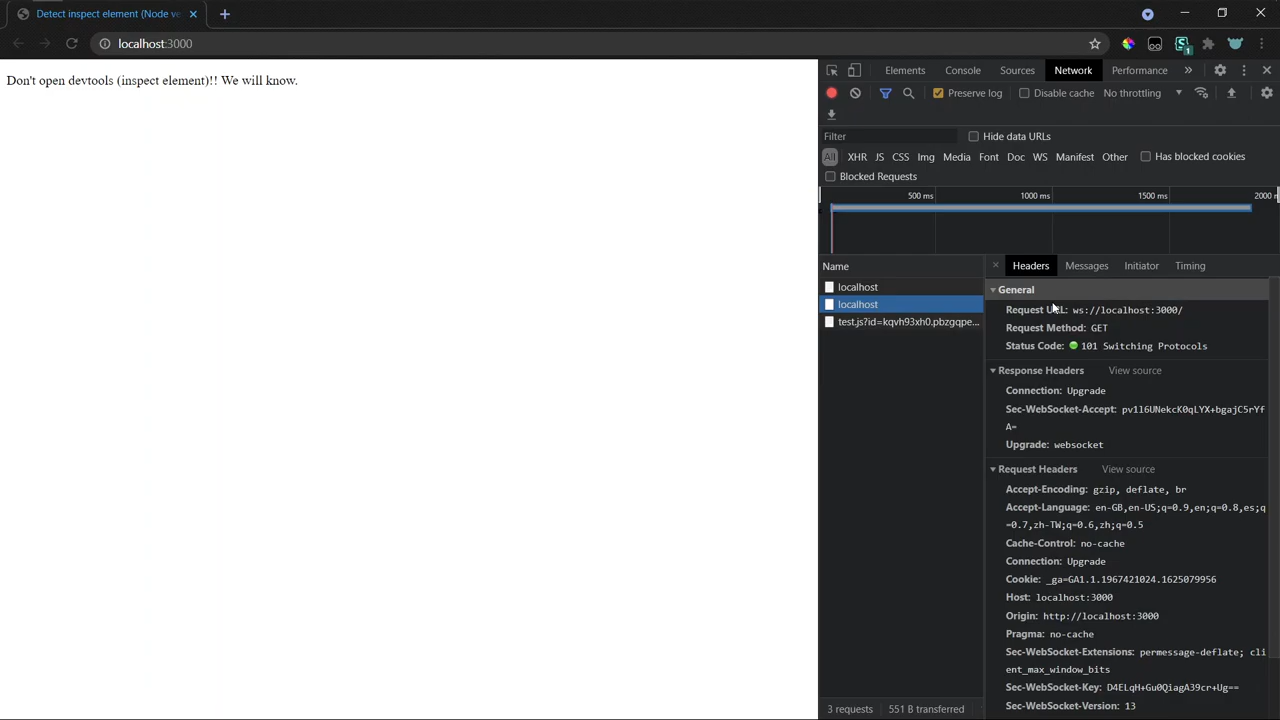 Detect inspect element (Node ve
localhost:3000
1
Don't open devtools (inspect element)!! We will know.
Elements Console Sources Network Performance »
Preserve log Disable cache No throttling
Filter Hide data URLs
All XHR JS CSS Img Media Font Doc WS Manifest Other Has blocked cookies
Blocked Requests
500 ms 1000 ms 1500 ms 2000 m
Name
localhost
localhost
test.js?id=kqvh93xh0.pbzgqpe...
3 requests 551 B transferred
× Headers Messages Initiator Timing
General
Request URL: ws://localhost:3000/
Request Method: GET
Status Code: 101 Switching Protocols
Response Headers View source
Connection: Upgrade
Sec-WebSocket-Accept: pv1l6UNekcK0qLYX+bgajC5rYf
A=
Upgrade: websocket
Request Headers View source
Accept-Encoding: gzip, deflate, br
Accept-Language: en-GB,en-US;q=0.9,en;q=0.8,es;q
=0.7,zh-TW;q=0.6,zh;q=0.5
Cache-Control: no-cache
Connection: Upgrade
Cookie: _ga=GA1.1.1967421024.1625079956
Host: localhost:3000
Origin: http://localhost:3000
Pragma: no-cache
Sec-WebSocket-Extensions: permessage-deflate; cli
ent_max_window_bits
Sec-WebSocket-Key: D4ELqH+Gu0QiagA39cr+Ug==
Sec-WebSocket-Version: 13